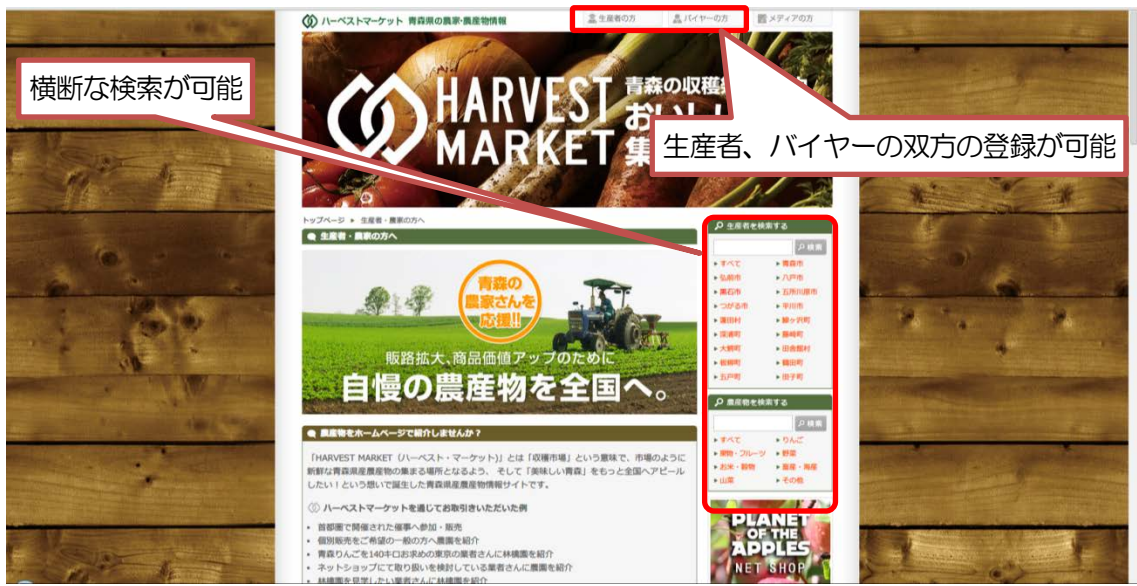 ハーベストマーケット 青森県の農家・農産物情報
生産者の方
バイヤーの方
メディアの方
横断な検索が可能
HARVEST
MARKET
青森の収穫
おいし
集
生産者、バイヤーの双方の登録が可能
トップページ ▶ 生産者・農家の方へ
生産者・農家の方へ
青森の
農家さんを
応援!!
販路拡大、商品価値アップのために
自慢の農産物を全国へ。
農産物をホームページで紹介しませんか？
「HARVEST MARKET（ハーベスト・マーケット）」とは「収穫市場」という意味で、市場のように
新鮮な青森県産農産物の集まる場所となるよう、そして「美味しい青森」をもっと全国へアピール
したい！という想いで誕生した青森県産農産物情報サイトです。
ハーベストマーケットを通じてお取引きいただいた例
• 首都圏で開催された催事へ参加・販売
• 個別販売をご希望の一般の方へ農園を紹介
• 青森りんごを140キロお求めの東京の業者さんに林檎園を紹介
• ネットショップにて取り扱いを検討している業者さんに農園を紹介
• 林檎園を見学したい業者さんに林檎園を紹介
生産者を検索する
検索
▶ すべて ▶ 青森市
▶ 弘前市 ▶ 八戸市
▶ 黒石市 ▶ 五所川原市
▶ つがる市 ▶ 平川市
▶ 蓬田村 ▶ 鰺ヶ沢町
▶ 深浦町 ▶ 藤崎町
▶ 大鰐町 ▶ 田舎館村
▶ 板柳町 ▶ 鶴田町
▶ 五戸町 ▶ 田子町
農産物を検索する
検索
▶ すべて ▶ りんご
▶ 果物・フルーツ ▶ 野菜
▶ お米・穀物 ▶ 畜産・海産
▶ 山菜 ▶ その他
PLANET
OF THE
APPLES
NET SHOP